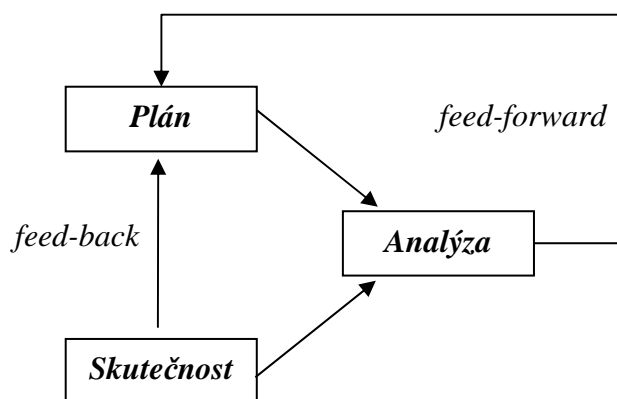 Plán
feed-forward
feed-back
Analýza
Skutečnost